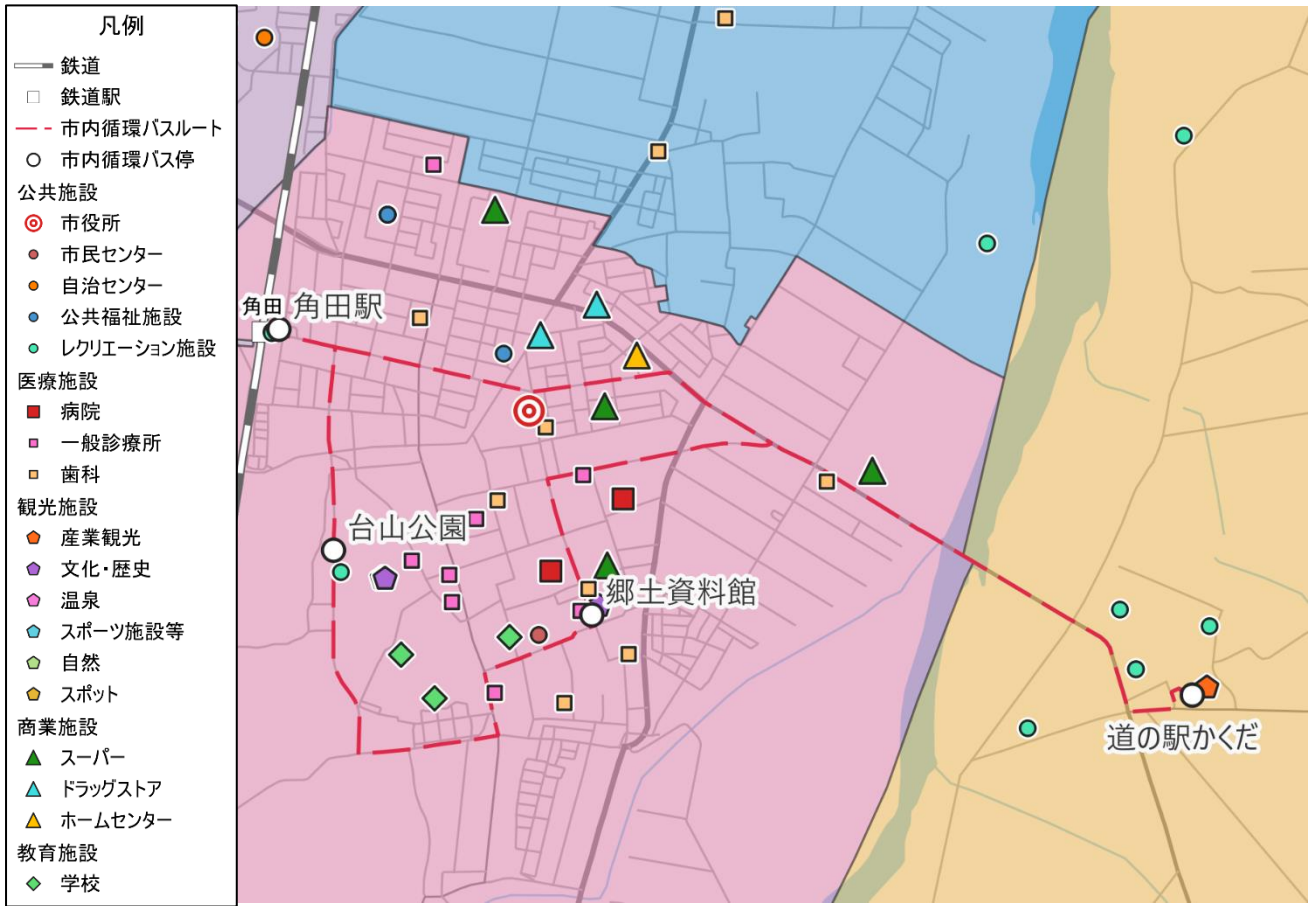 凡例
鉄道
鉄道駅
市内循環バスルート
市内循環バス停
公共施設
市役所
市民センター
自治センター
公共福祉施設
レクリエーション施設
医療施設
病院
一般診療所
歯科
観光施設
産業観光
文化・歴史
温泉
スポーツ施設等
自然
スポット
商業施設
スーパー
ドラッグストア
ホームセンター
教育施設
学校
角田
角田駅
台山公園
郷土資料館
道の駅かくだ